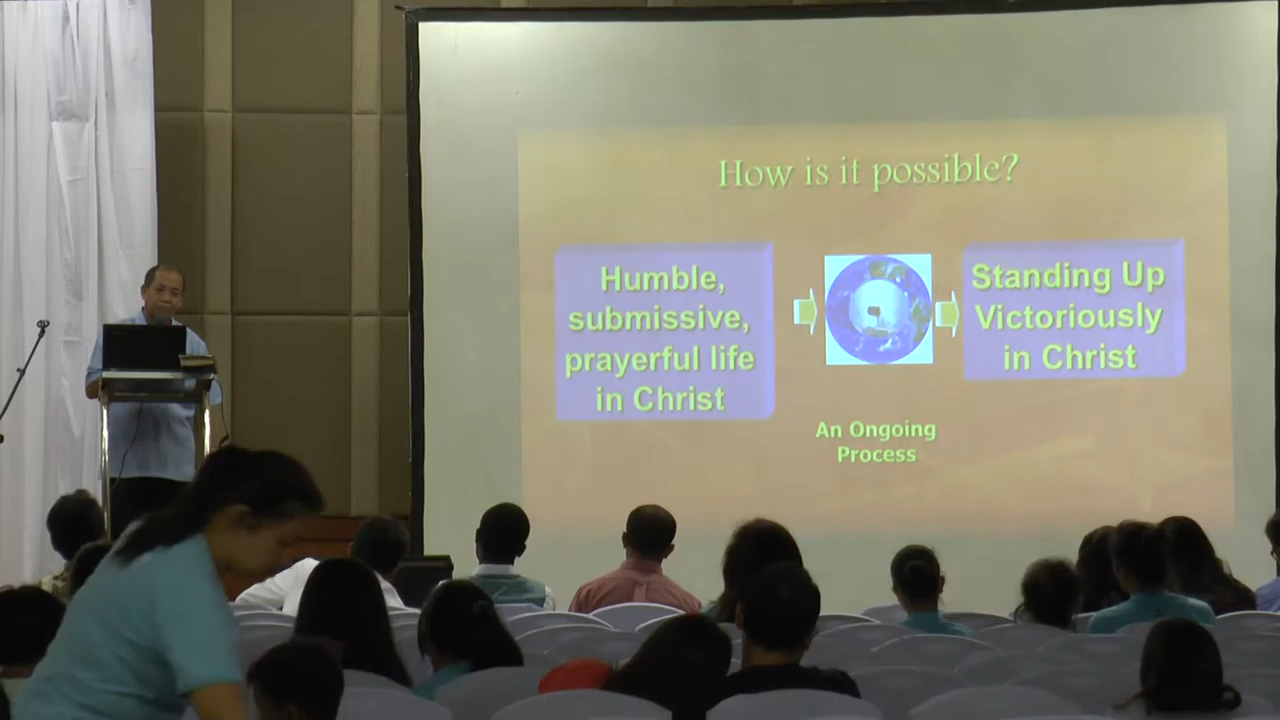 How is it possible?
Humble,
submissive,
prayerful life
in Christ
Standing Up
Victoriously
in Christ
An Ongoing
Process